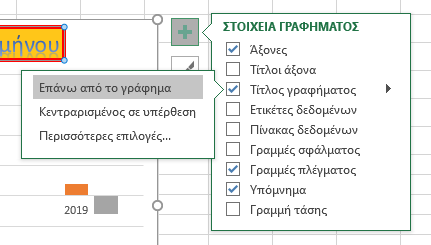 μήνου
ΣΤΟΙΧΕΙΑ ΓΡΑΦΗΜΑΤΟΣ
Άξονες
Τίτλοι άξονα
Τίτλος γραφήματος
Ετικέτες δεδομένων
Πίνακας δεδομένων
Γραμμές σφάλματος
Γραμμές πλέγματος
Υπόμνημα
Γραμμή τάσης
Επάνω από το γράφημα
Κεντραρισμένος σε υπέρθεση
Περισσότερες επιλογές...
2019